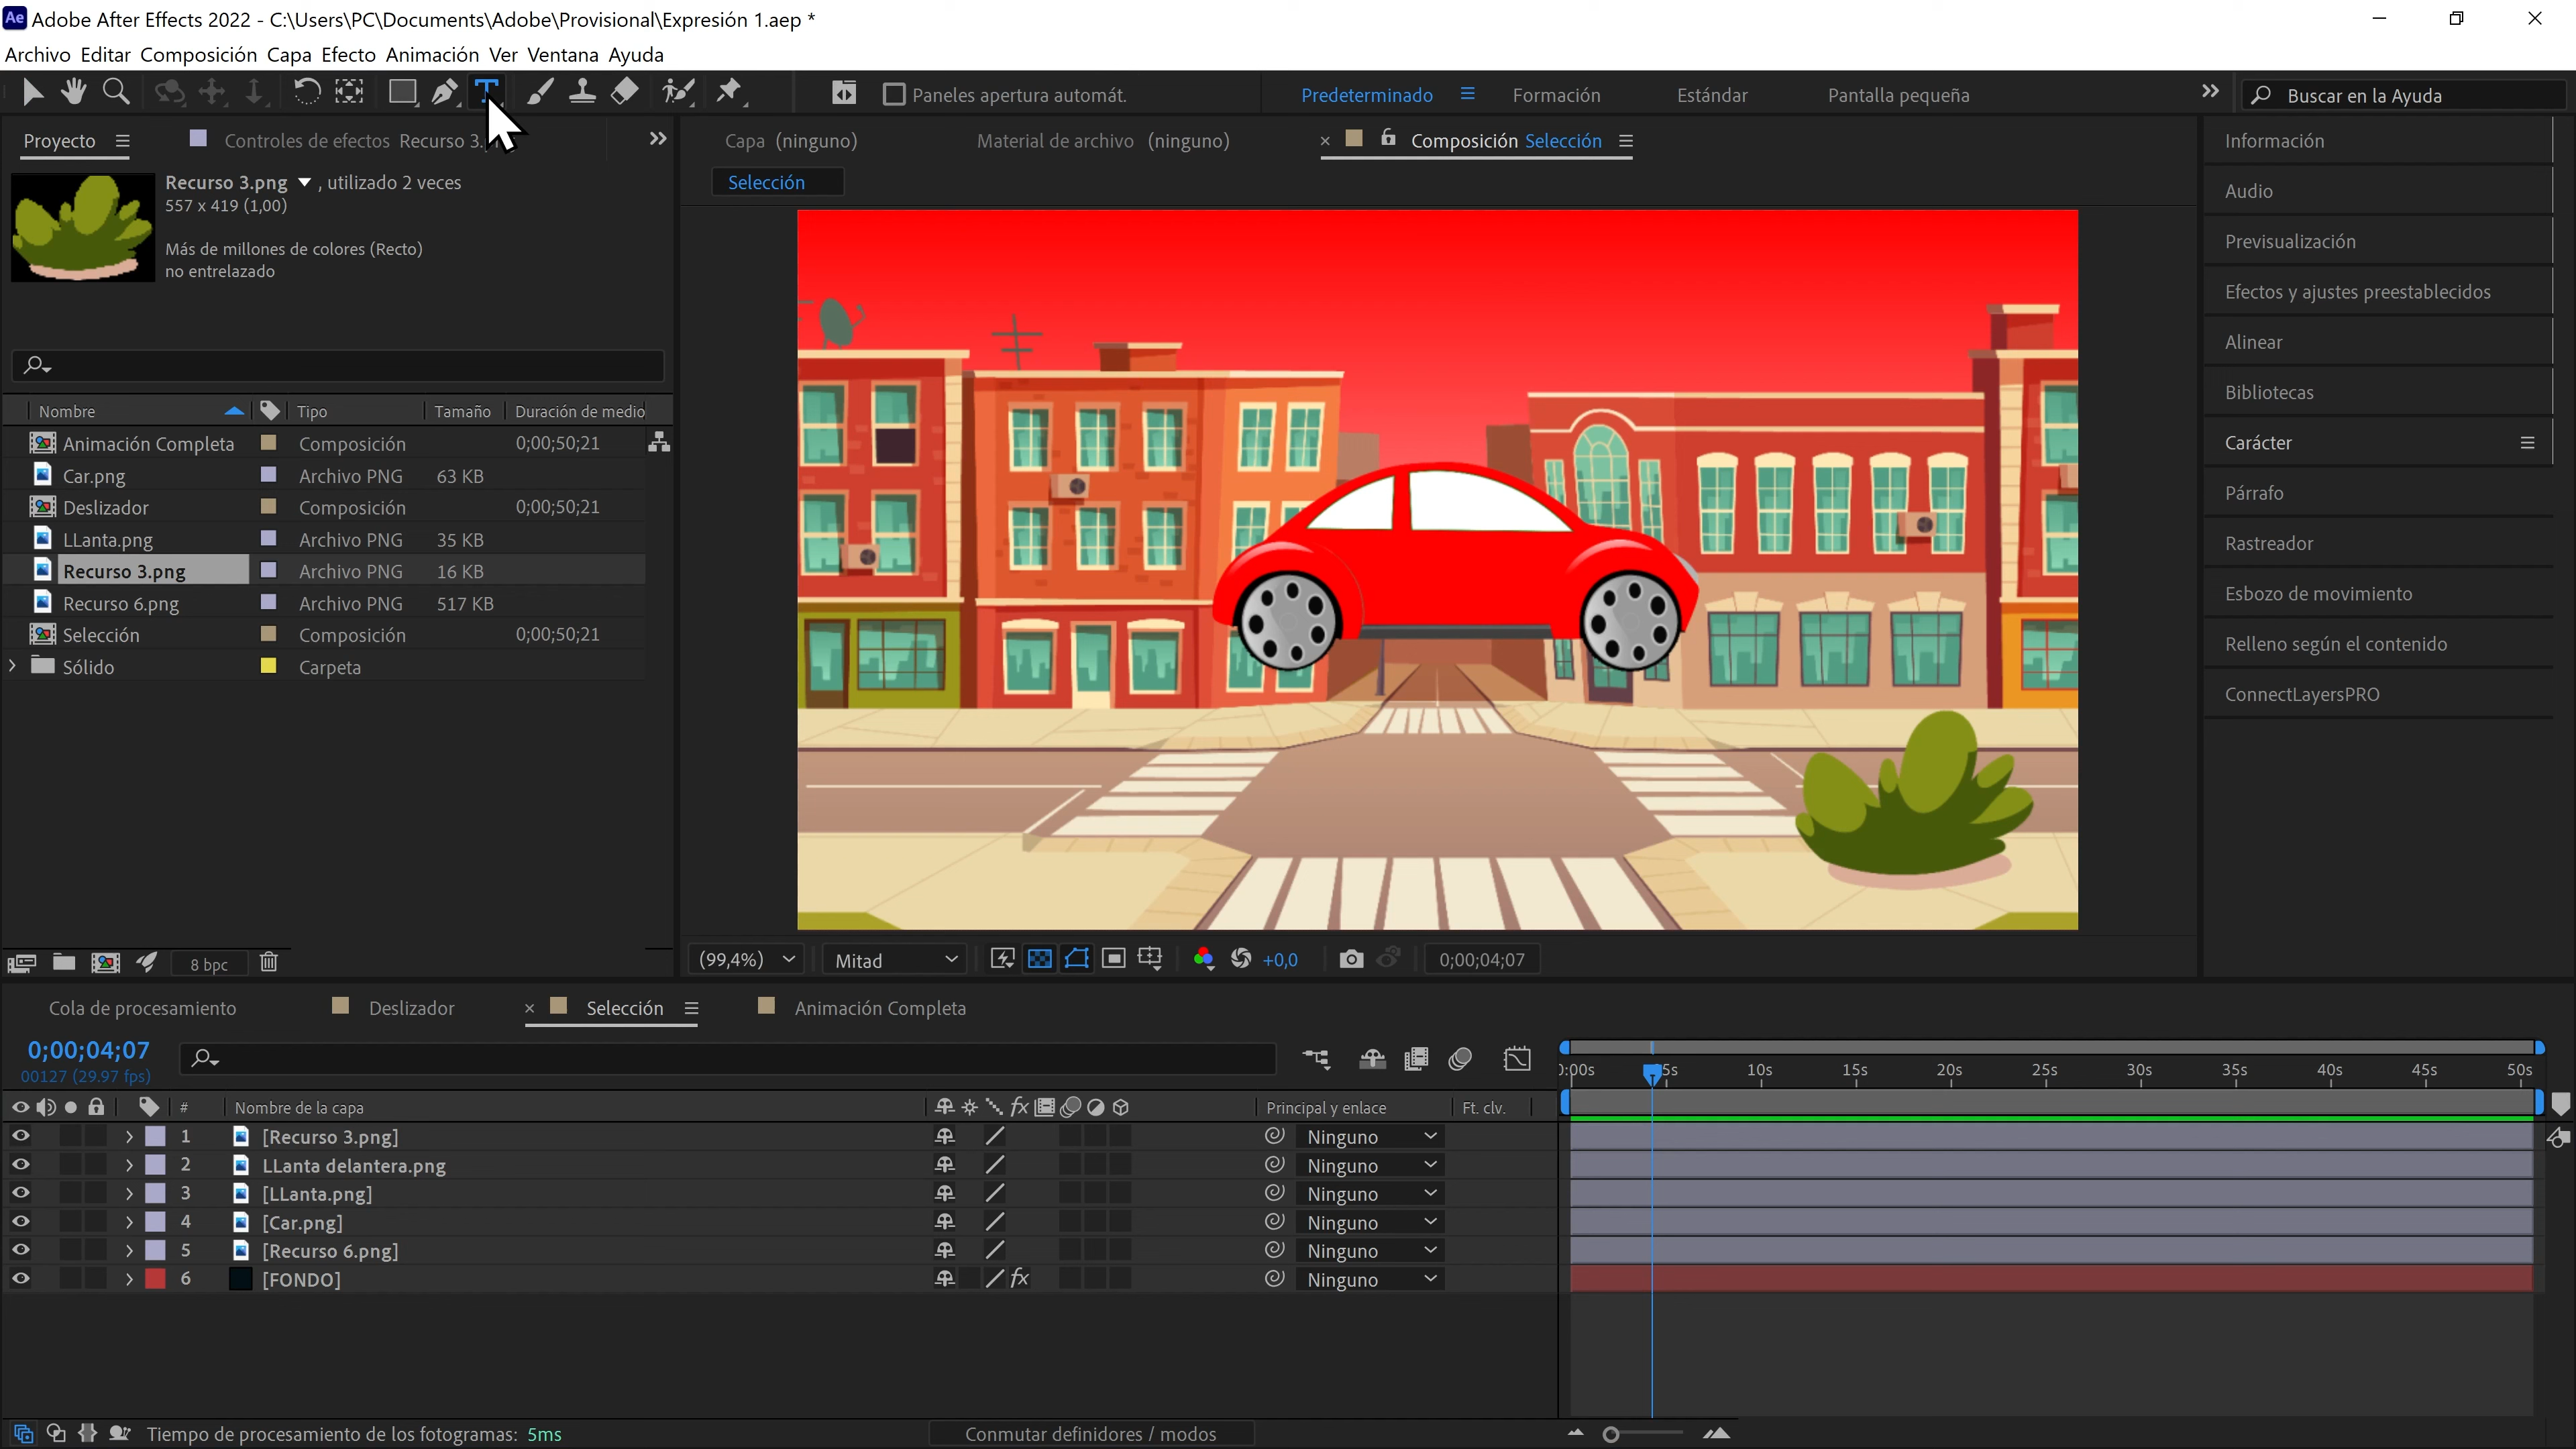 Ae Adobe After Effects 2022 - C:\Users\PC\Documents\Adobe\Provisional\Expresión 1.aep *
Archivo Editar Composición Capa Efecto Animación Ver Ventana Ayuda
Paneles apertura automát. Predeterminado Formación Estándar Pantalla pequeña Buscar en la Ayuda
Proyecto Controles de efectos Recurso 3. Capa (ninguno) Material de archivo (ninguno) Composición Selección
Selección
Recurso 3.png , utilizado 2 veces
557 x 419 (1,00)
Más de millones de colores (Recto)
no entrelazado
Nombre Tipo Tamaño Duración de medio
Animación Completa Composición 0;00;50;21
Car.png Archivo PNG 63 KB
Deslizador Composición 0;00;50;21
LLanta.png Archivo PNG 35 KB
Recurso 3.png Archivo PNG 16 KB
Recurso 6.png Archivo PNG 517 KB
Selección Composición 0;00;50;21
Sólido Carpeta
8 bpc
(99,4%) Mitad +0,0 0;00;04;07
Información
Audio
Previsualización
Efectos y ajustes preestablecidos
Alinear
Bibliotecas
Carácter
Párrafo
Rastreador
Esbozo de movimiento
Relleno según el contenido
ConnectLayersPRO
Cola de procesamiento Deslizador Selección Animación Completa
0;00;04;07
00127 (29.97 fps)
0:00s 5s 10s 15s 20s 25s 30s 35s 40s 45s 50s
# Nombre de la capa fx Principal y enlace Ft. clv.
1 [Recurso 3.png] Ninguno
2 LLanta delantera.png Ninguno
3 [LLanta.png] Ninguno
4 [Car.png] Ninguno
5 [Recurso 6.png] Ninguno
6 [FONDO] fx Ninguno
Tiempo de procesamiento de los fotogramas: 5ms Conmutar definidores / modos